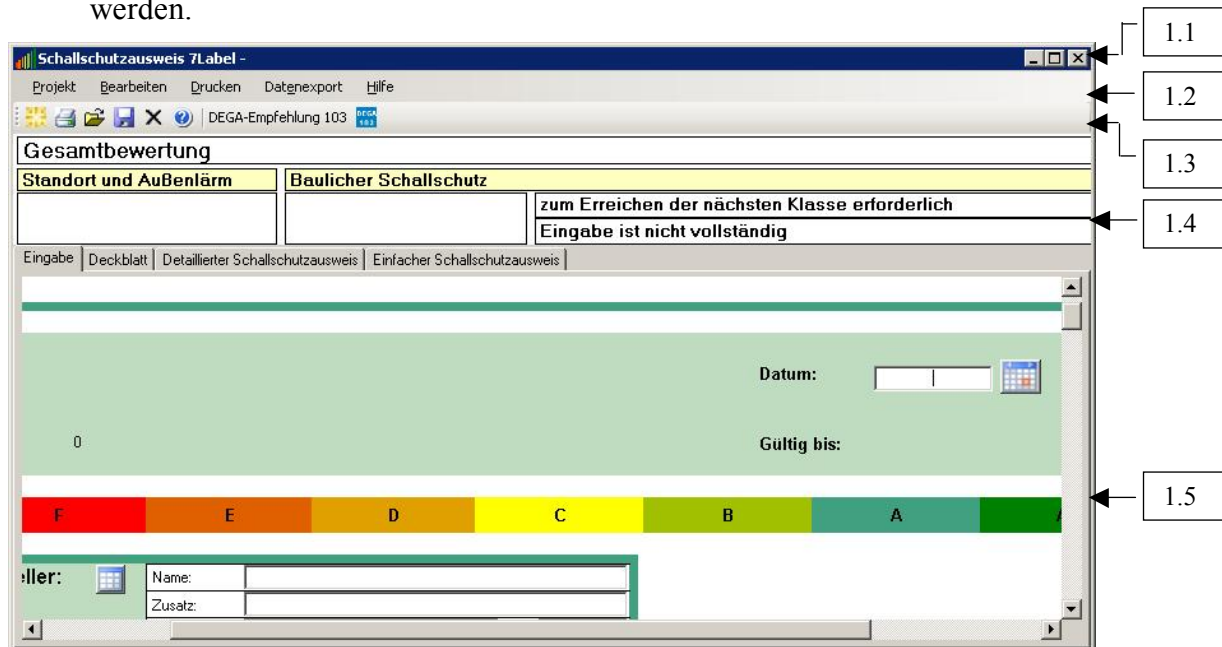 werden.
1.1
Schallschutzausweis 7Label -
Projekt Bearbeiten Drucken Datenexport Hilfe
1.2
DEGA-Empfehlung 103 DEGA 103
1.3
Gesamtbewertung
Standort und Außenlärm Baulicher Schallschutz
zum Erreichen der nächsten Klasse erforderlich
1.4
Eingabe ist nicht vollständig
Eingabe Deckblatt Detaillierter Schallschutzausweis Einfacher Schallschutzausweis
Datum:
0 Gültig bis:
1.5
F E D C B A
eller: Name:
Zusatz: